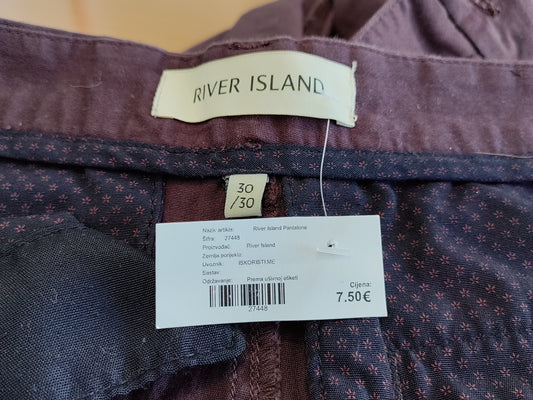 RIVER ISLAND
30
/30
Naziv artikla: River Island Pantalone
Šifra: 27448
Proizvođač: River Island
Zemlja porijekla:
Uvoznik: ISKORISTI.ME
Sastav:
Održavanje: Prema ušivnoj etiketi
Cijena:
7.50€
27448